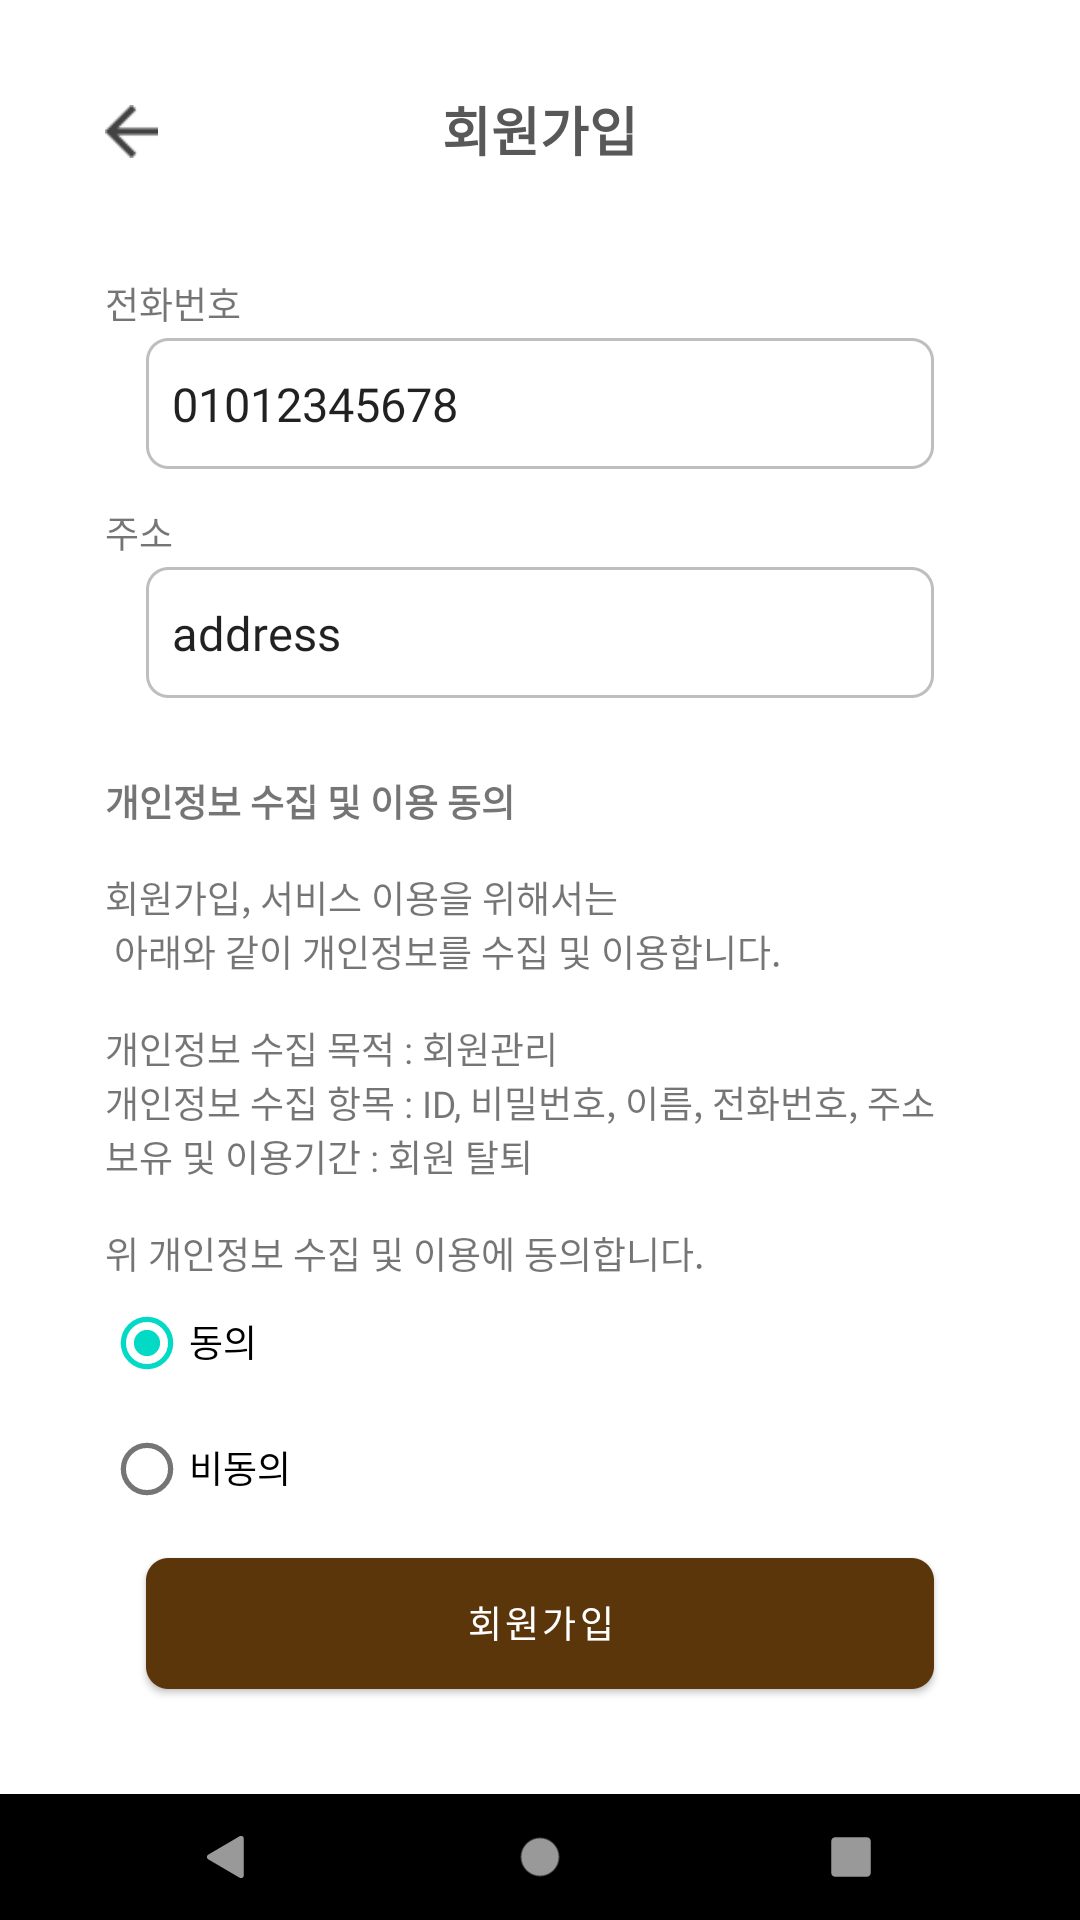 회원가입
전화번호
01012345678
주소
address
개인정보 수집 및 이용 동의
회원가입, 서비스 이용을 위해서는
아래와 같이 개인정보를 수집 및 이용합니다.
개인정보 수집 목적 : 회원관리
개인정보 수집 항목 : ID, 비밀번호, 이름, 전화번호, 주소
보유 및 이용기간 : 회원 탈퇴
위 개인정보 수집 및 이용에 동의합니다.
동의
비동의
회원가입